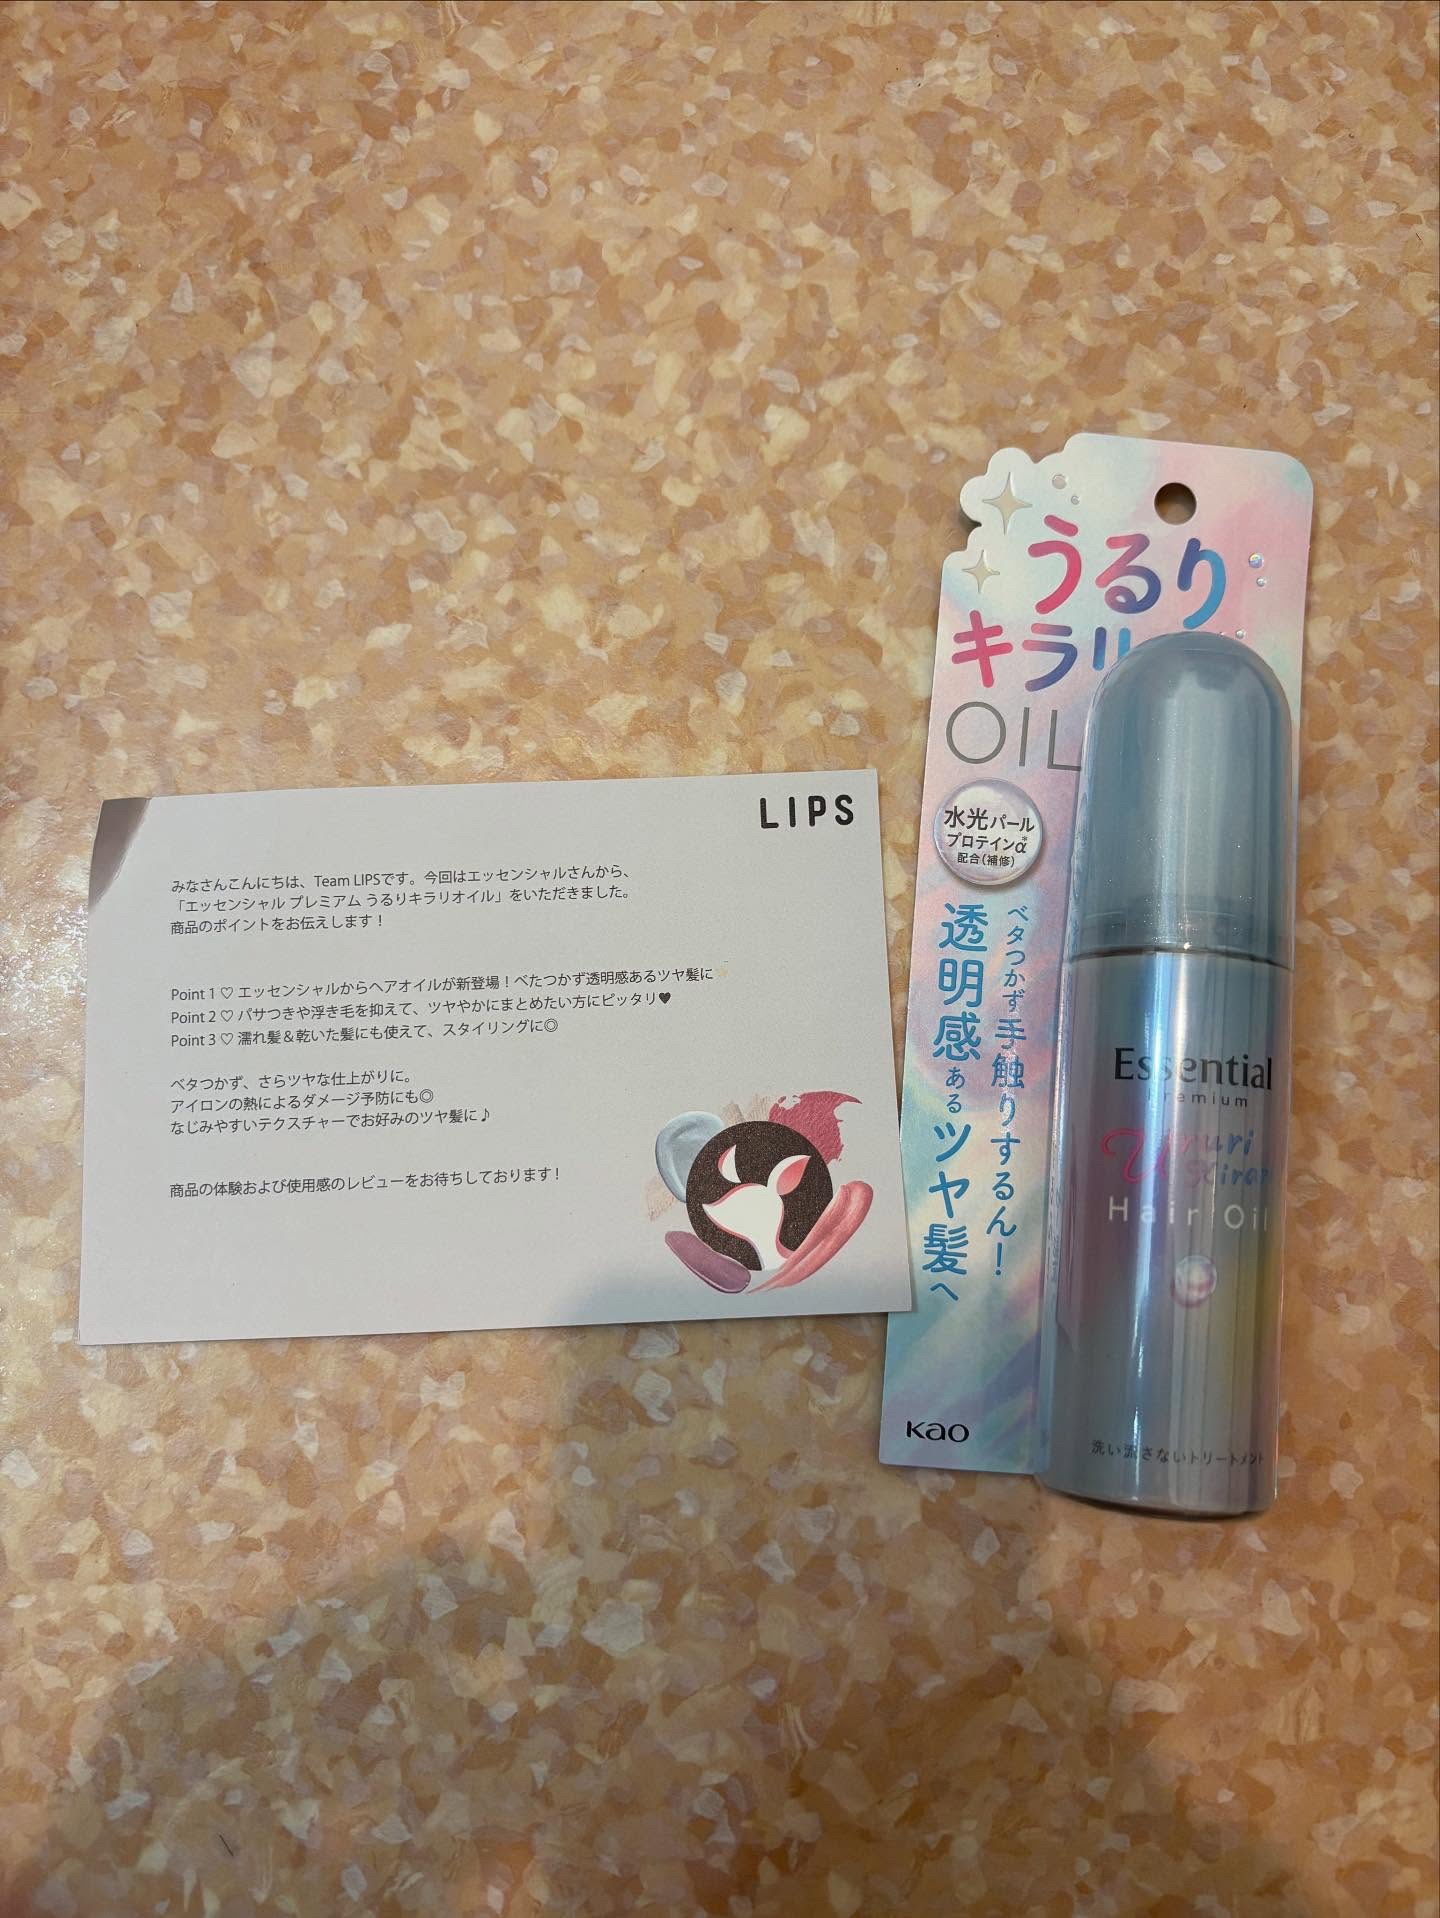 LIPS
みなさんこんにちは、Team LIPSです。今回はエッセンシャルさんから、
「エッセンシャル プレミアム うるりキラリオイル」をいただきました。
商品のポイントをお伝えします！
Point 1 ♡ エッセンシャルからヘアオイルが新登場！べたつかず透明感あるツヤ髪に
Point 2 ♡ パサつきや浮き毛を抑えて、ツヤやかにまとめたい方にピッタリ♥
Point 3 ♡ 濡れ髪＆乾いた髪にも使えて、スタイリングに◎
ベタつかず、さらツヤな仕上がりに。
アイロンの熱によるダメージ予防にも◎
なじみやすいテクスチャーでお好みのツヤ髪に♪
商品の体験および使用感のレビューをお待ちしております！
うるり
キラリ
OIL
水光パール
プロテインα*
配合（補修）
ベタつかず手触りするん！
透明感あるツヤ髪へ
Kao
Essential
Premium
Ururi
Kirari
Hair Oil
洗い流さないトリートメント